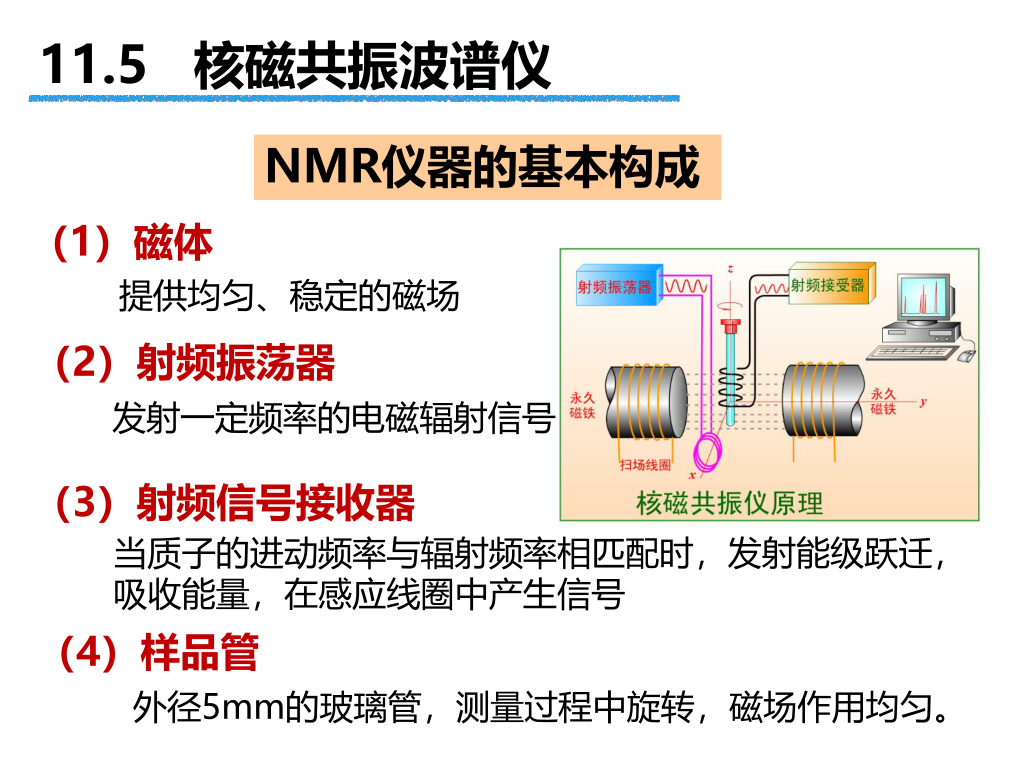 11.5 核磁共振波谱仪
NMR仪器的基本构成
（1）磁体
提供均匀、稳定的磁场
（2）射频振荡器
发射一定频率的电磁辐射信号
（3）射频信号接收器
当质子的进动频率与辐射频率相匹配时，发射能级跃迁，
吸收能量，在感应线圈中产生信号
（4）样品管
外径5mm的玻璃管，测量过程中旋转，磁场作用均匀。
射频振荡器
z
射频接受器
永久
磁铁
永久
磁铁
y
扫场线圈
x
核磁共振仪原理